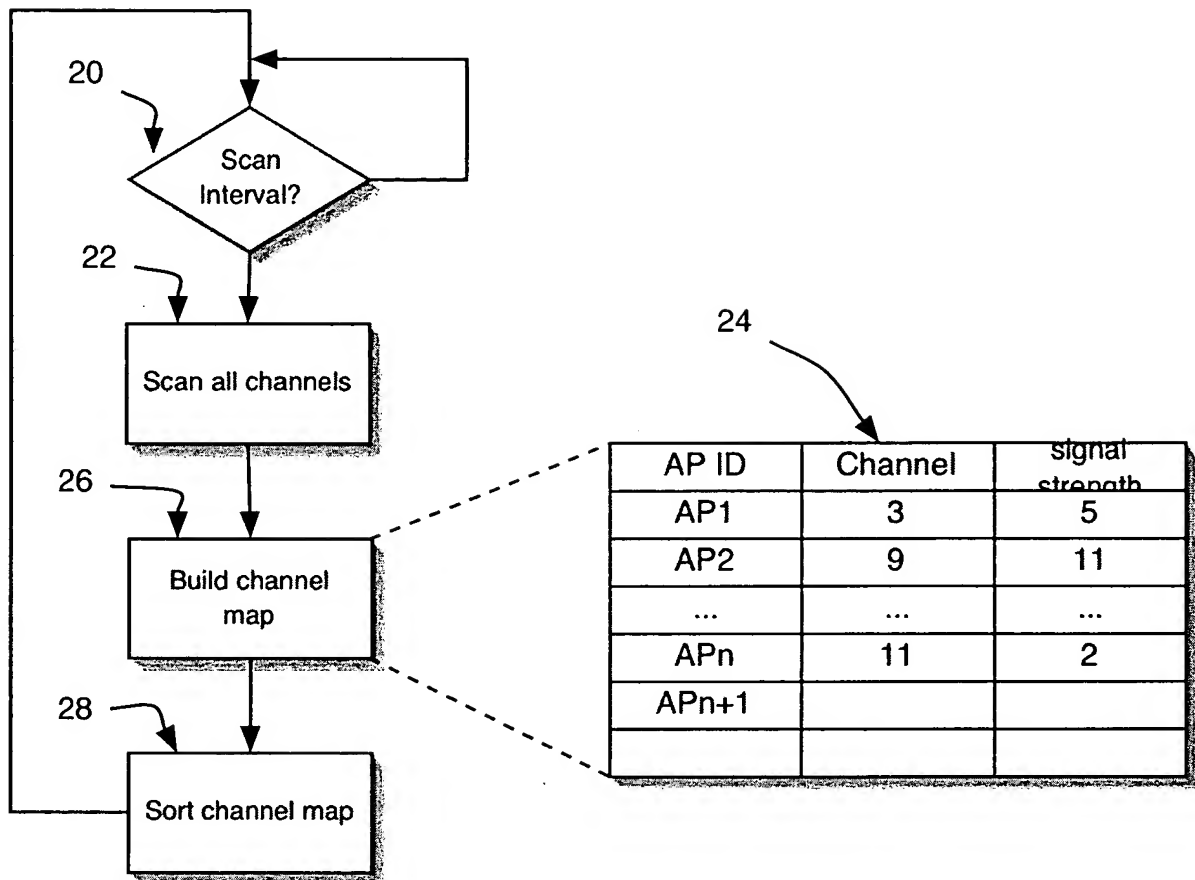 20
Scan
Interval?
22
Scan all channels
24
AP ID Channel signal
strength
AP1 3 5
AP2 9 11
... ... ...
APn 11 2
APn+1
26
Build channel
map
28
Sort channel map